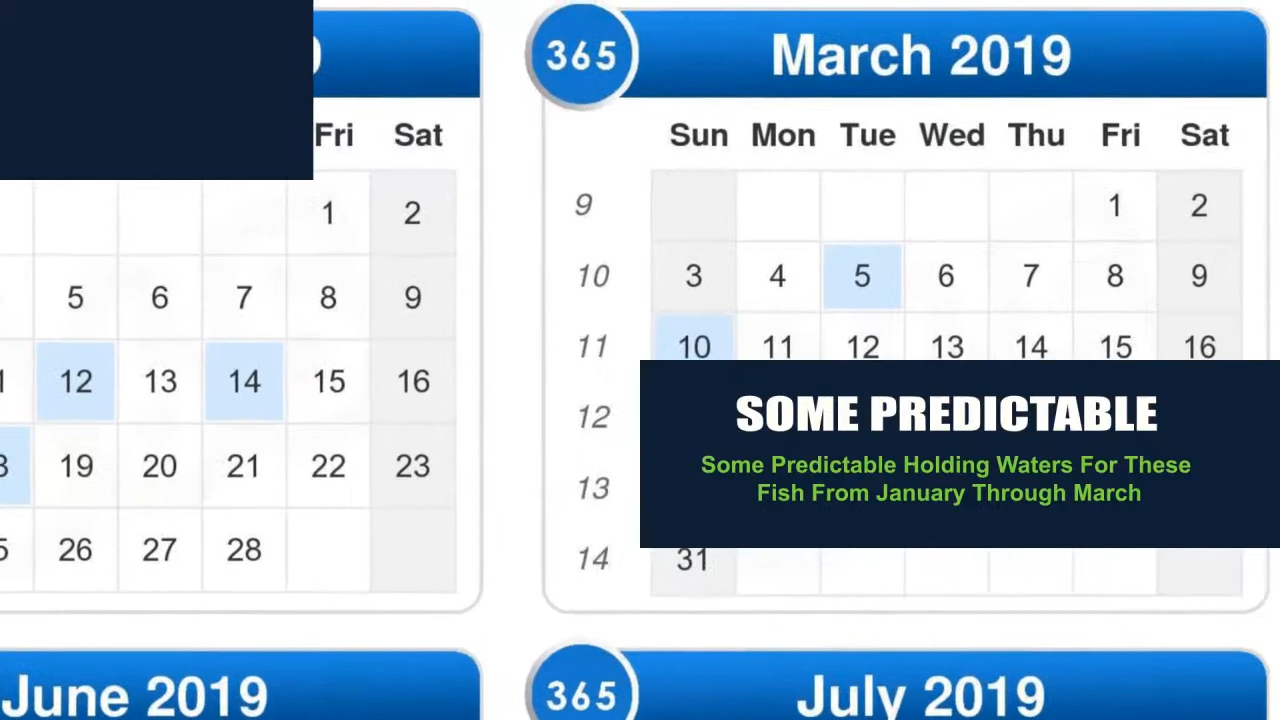 365 March 2019
Fri Sat
1 2
5 6 7 8 9
12 13 14 15 16
19 20 21 22 23
26 27 28
Sun Mon Tue Wed Thu Fri Sat
9 1 2
10 3 4 5 6 7 8 9
11 10 11 12 13 14 15 16
12
13
14 31
SOME PREDICTABLE
Some Predictable Holding Waters For These
Fish From January Through March
June 2019
365 July 2019